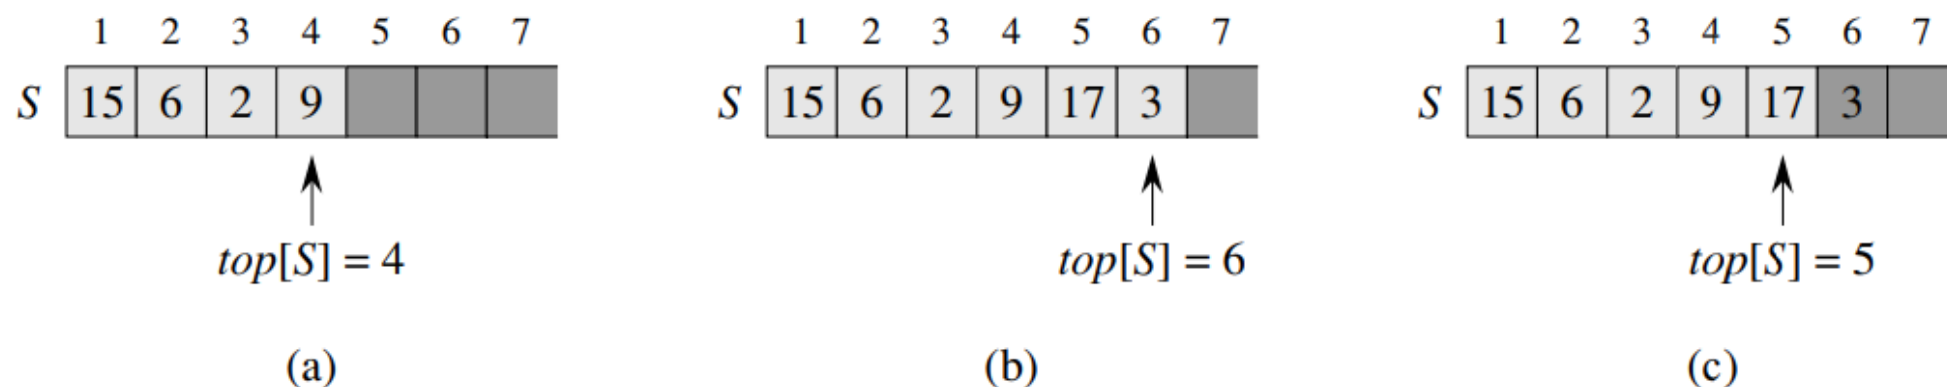 1 2 3 4 5 6 7
S 15 6 2 9
top[S] = 4
(a)
1 2 3 4 5 6 7
S 15 6 2 9 17 3
top[S] = 6
(b)
1 2 3 4 5 6 7
S 15 6 2 9 17 3
top[S] = 5
(c)